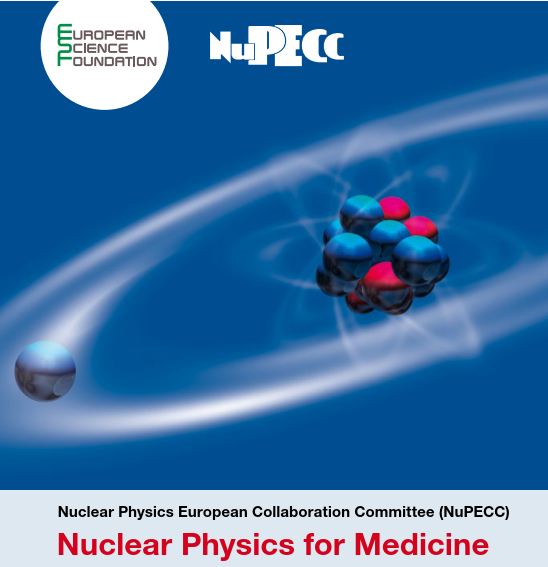 EUROPEAN
SCIENCE
FOUNDATION
NuPECC
Nuclear Physics European Collaboration Committee (NuPECC)
Nuclear Physics for Medicine